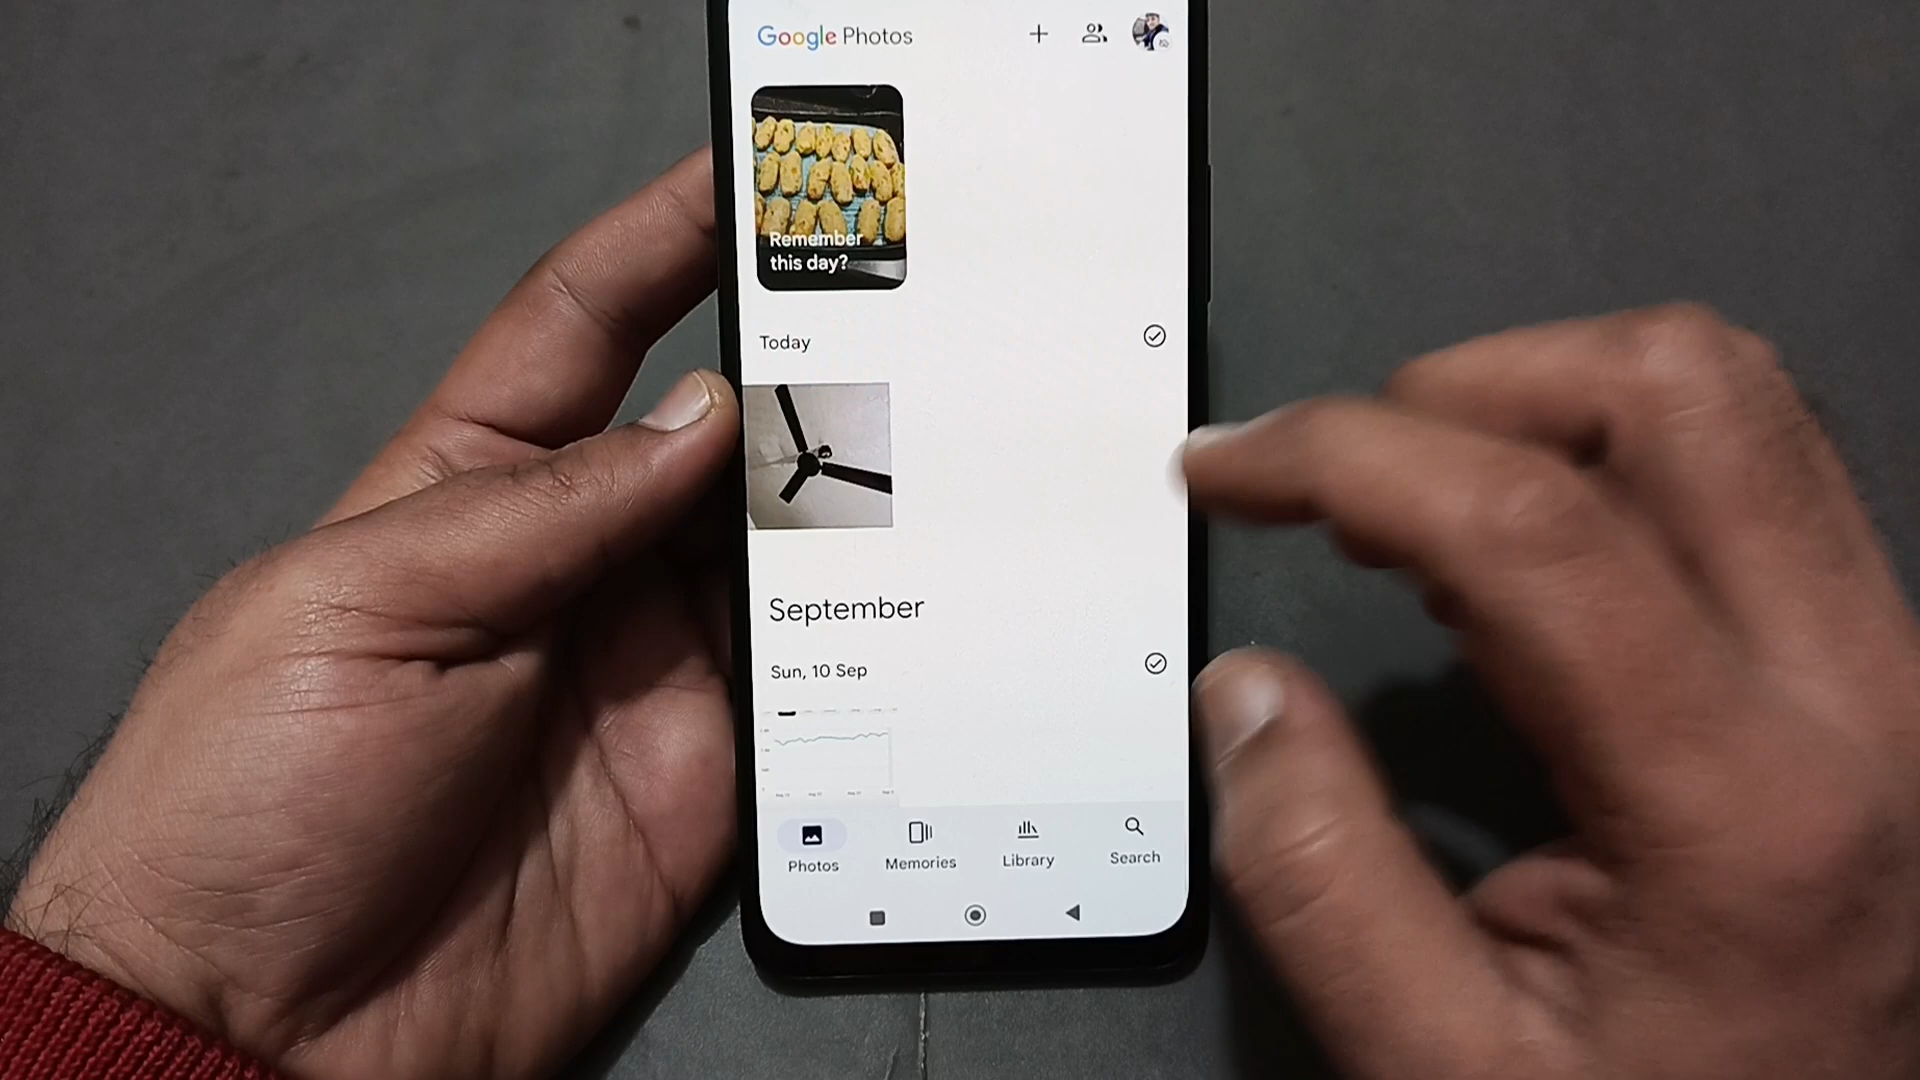 Google Photos
Remember
this day?
Today
September
Sun, 10 Sep
Photos
Memories
Library
Search